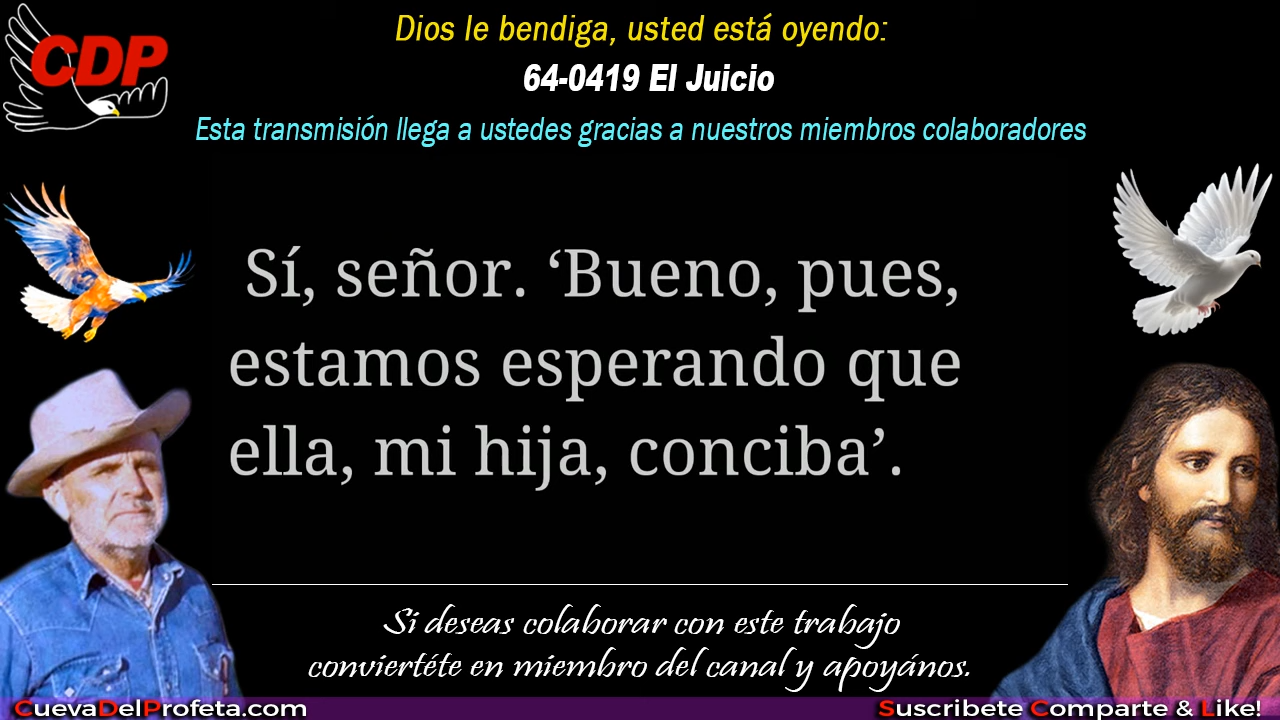 CDP
Dios le bendiga, usted está oyendo:
64-0419 El Juicio
Esta transmisión llega a ustedes gracias a nuestros miembros colaboradores
Sí, señor. ‘Bueno, pues,
estamos esperando que
ella, mi hija, conciba’.
Si deseas colaborar con este trabajo
conviertéte en miembro del canal y apoyános.
CuevaDelProfeta.com
Suscribete Comparte & Like!